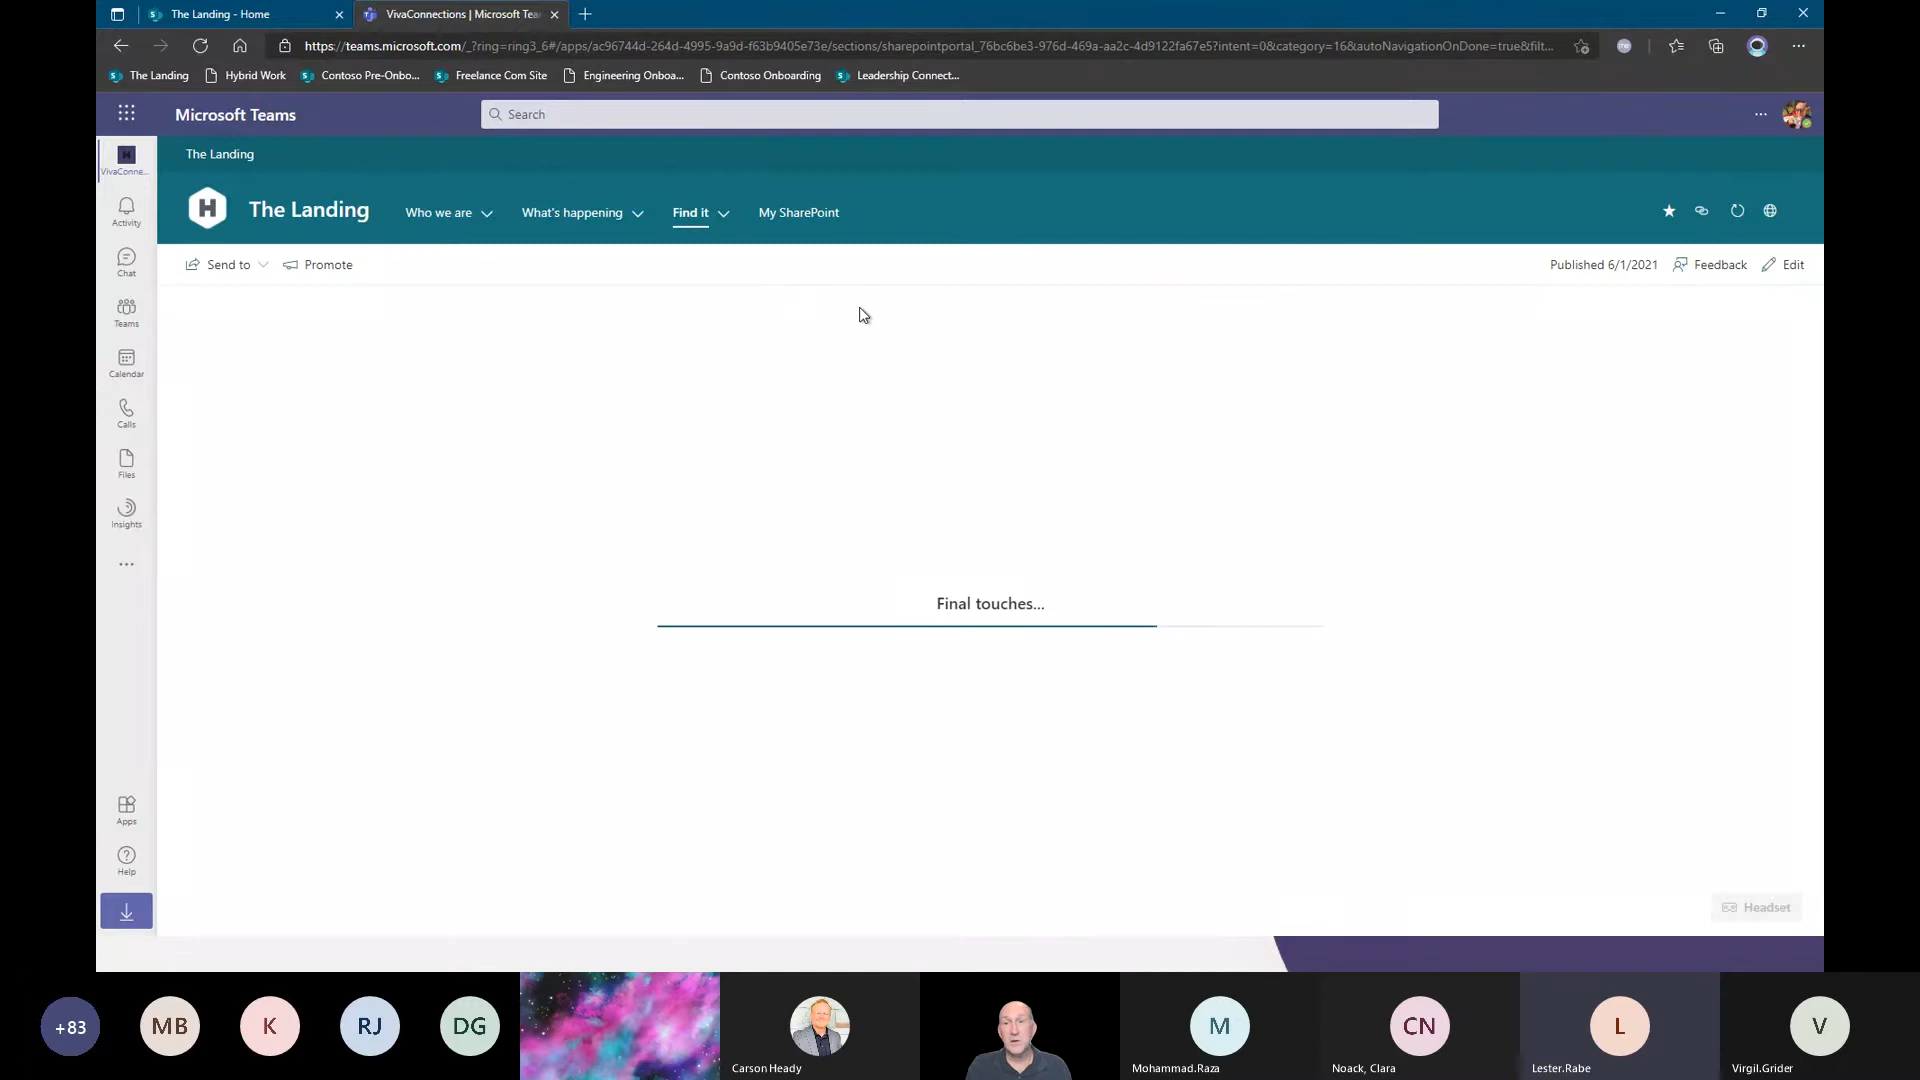 The Landing - Home
VivaConnections | Microsoft Tea
https://teams.microsoft.com/_?ring=ring3_6#/apps/ac96744d-264d-4995-9a9d-f63b9405e73e/sections/sharepointportal_76bc6be3-976d-469a-aa2c-4d9122fa67e5?intent=0&category=16&autoNavigationOnDone=true&filt...
The Landing
Hybrid Work
Contoso Pre-Onbo...
Freelance Com Site
Engineering Onboa...
Contoso Onboarding
Leadership Connect...
Microsoft Teams
Search
VivaConne...
Activity
Chat
Teams
Calendar
Calls
Files
Insights
Apps
Help
The Landing
H
The Landing
Who we are
What's happening
Find it
My SharePoint
Send to
Promote
Published 6/1/2021
Feedback
Edit
Final touches...
Headset
+83
MB
K
RJ
DG
Carson Heady
M
Mohammad.Raza
CN
Noack, Clara
L
Lester.Rabe
V
Virgil.Grider